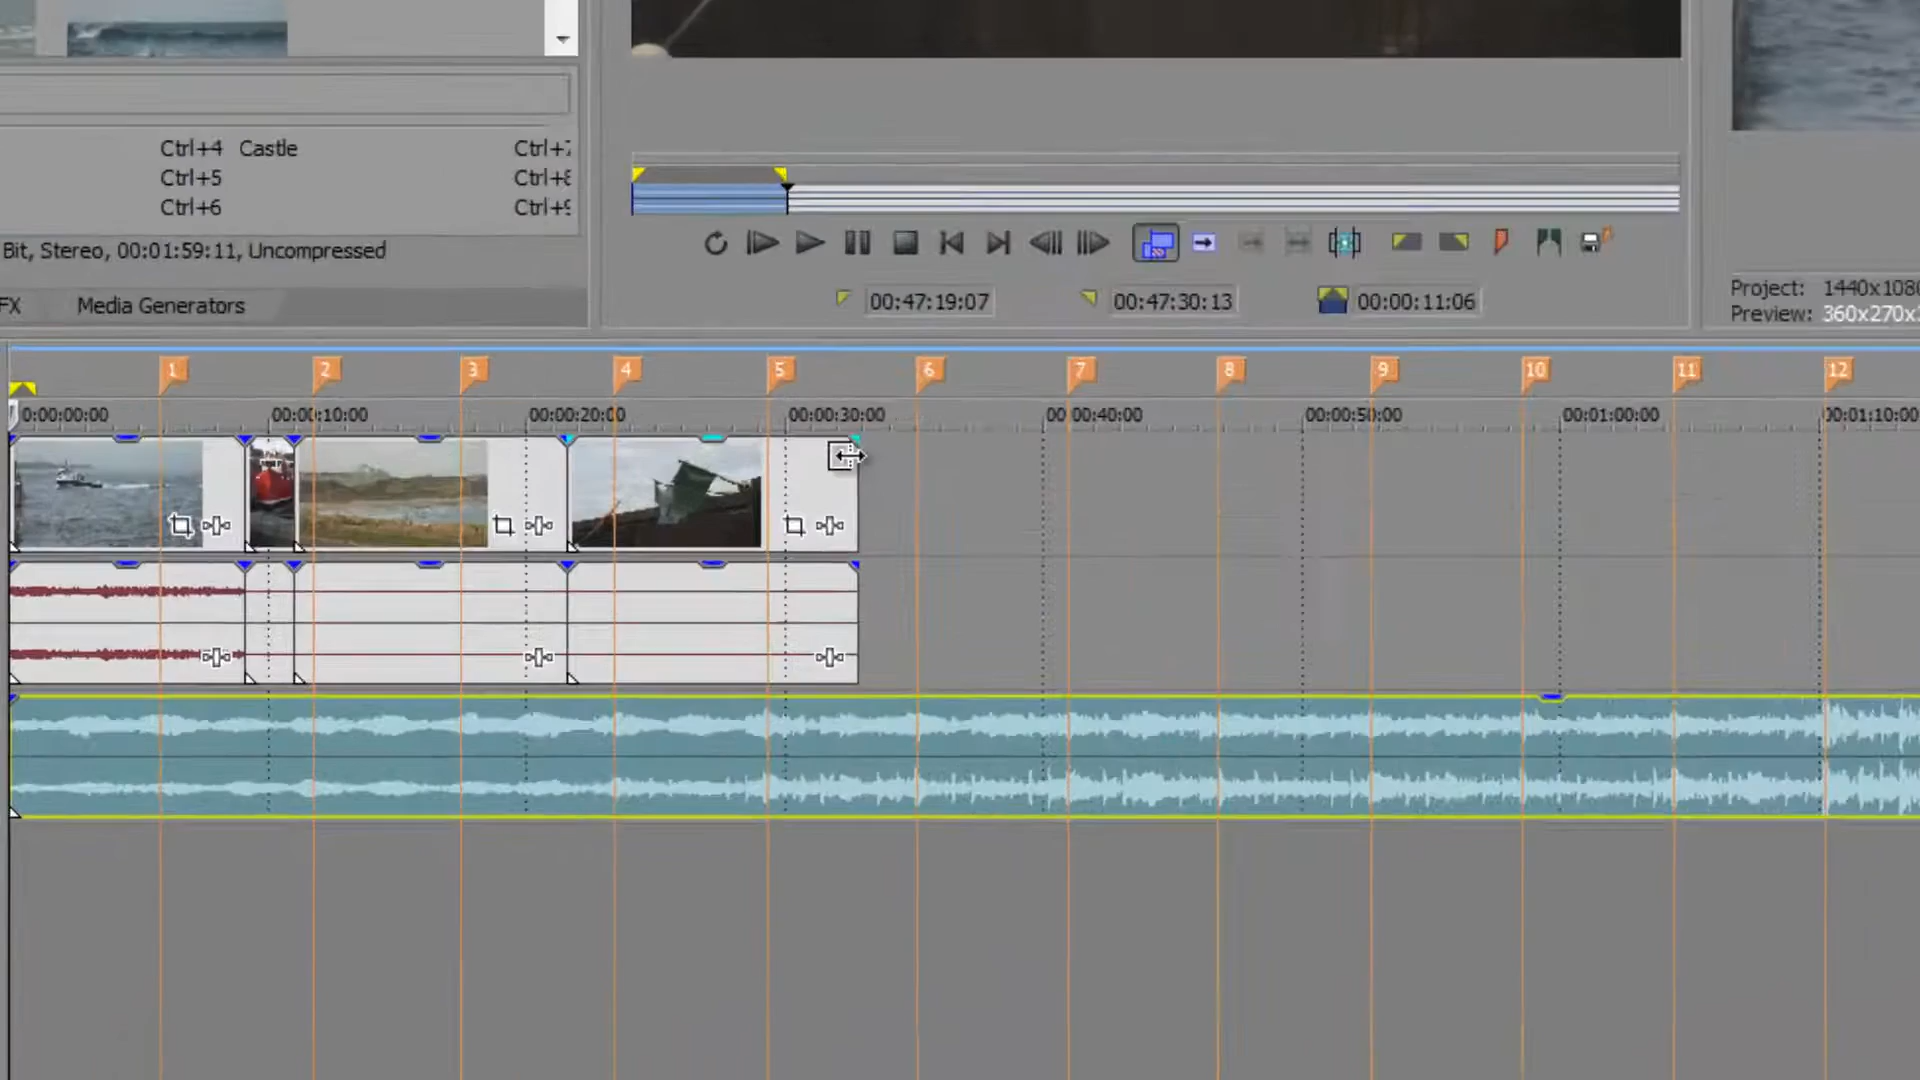 Ctrl+4 Castle Ctrl+7
Ctrl+5 Ctrl+8
Ctrl+6 Ctrl+9
Bit, Stereo, 00:01:59:11, Uncompressed
FX Media Generators
00:47:19:07 00:47:30:13 00:00:11:06
Project: 1440x1080
Preview: 360x270x
1 2 3 4 5 6 7 8 9 10 11 12
0:00:00:00 00:00:10:00 00:00:20:00 00:00:30:00 00:00:40:00 00:00:50:00 00:01:00:00 00:01:10:00